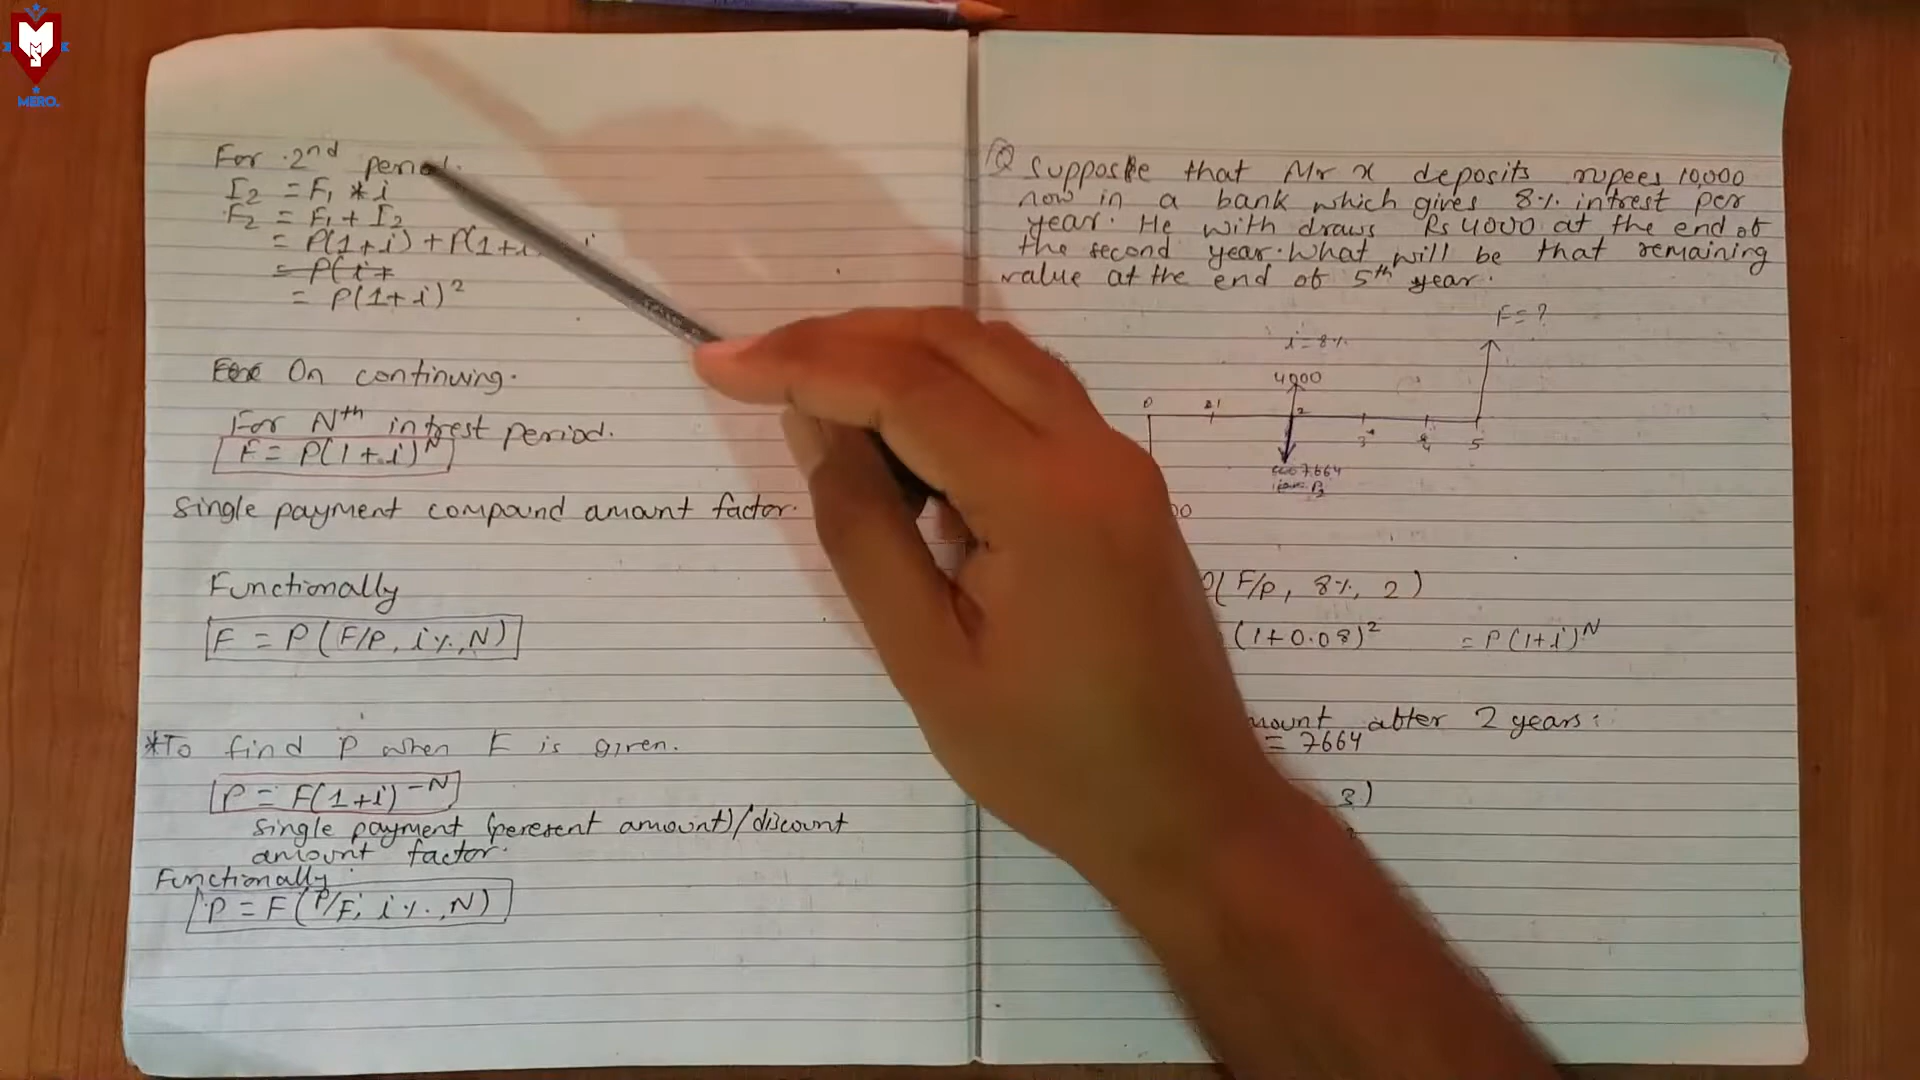 MERO.
For 2nd period.
I2 = F1 * i
F2 = F1 + I2
= P(1+i) + P(1+i i
= P(i+
= P(1+i)²
On continuing.
For Nth intrest period.
F = P(1+i)^N
Single payment compound amount factor.
Functionally
F = P(F/P, i%, N)
*To find P when F is given.
P = F(1+i)^-N
Single payment (peresent amount)/discount
amount factor.
Functionally
P = F(P/F, i%, N)
Q Suppose that Mr x deposits rupees 10,000
now in a bank which gives 8% intrest per
year. He with draws Rs 4000 at the end of
the second year. What will be that remaining
value at the end of 5th year.
F = ?
i = 8%
4000
0 1 2 3 4 5
7664
00
P(F/P, 8%, 2)
(1+0.08)² = P(1+i)^N
mount after 2 years:
= 7664
3)